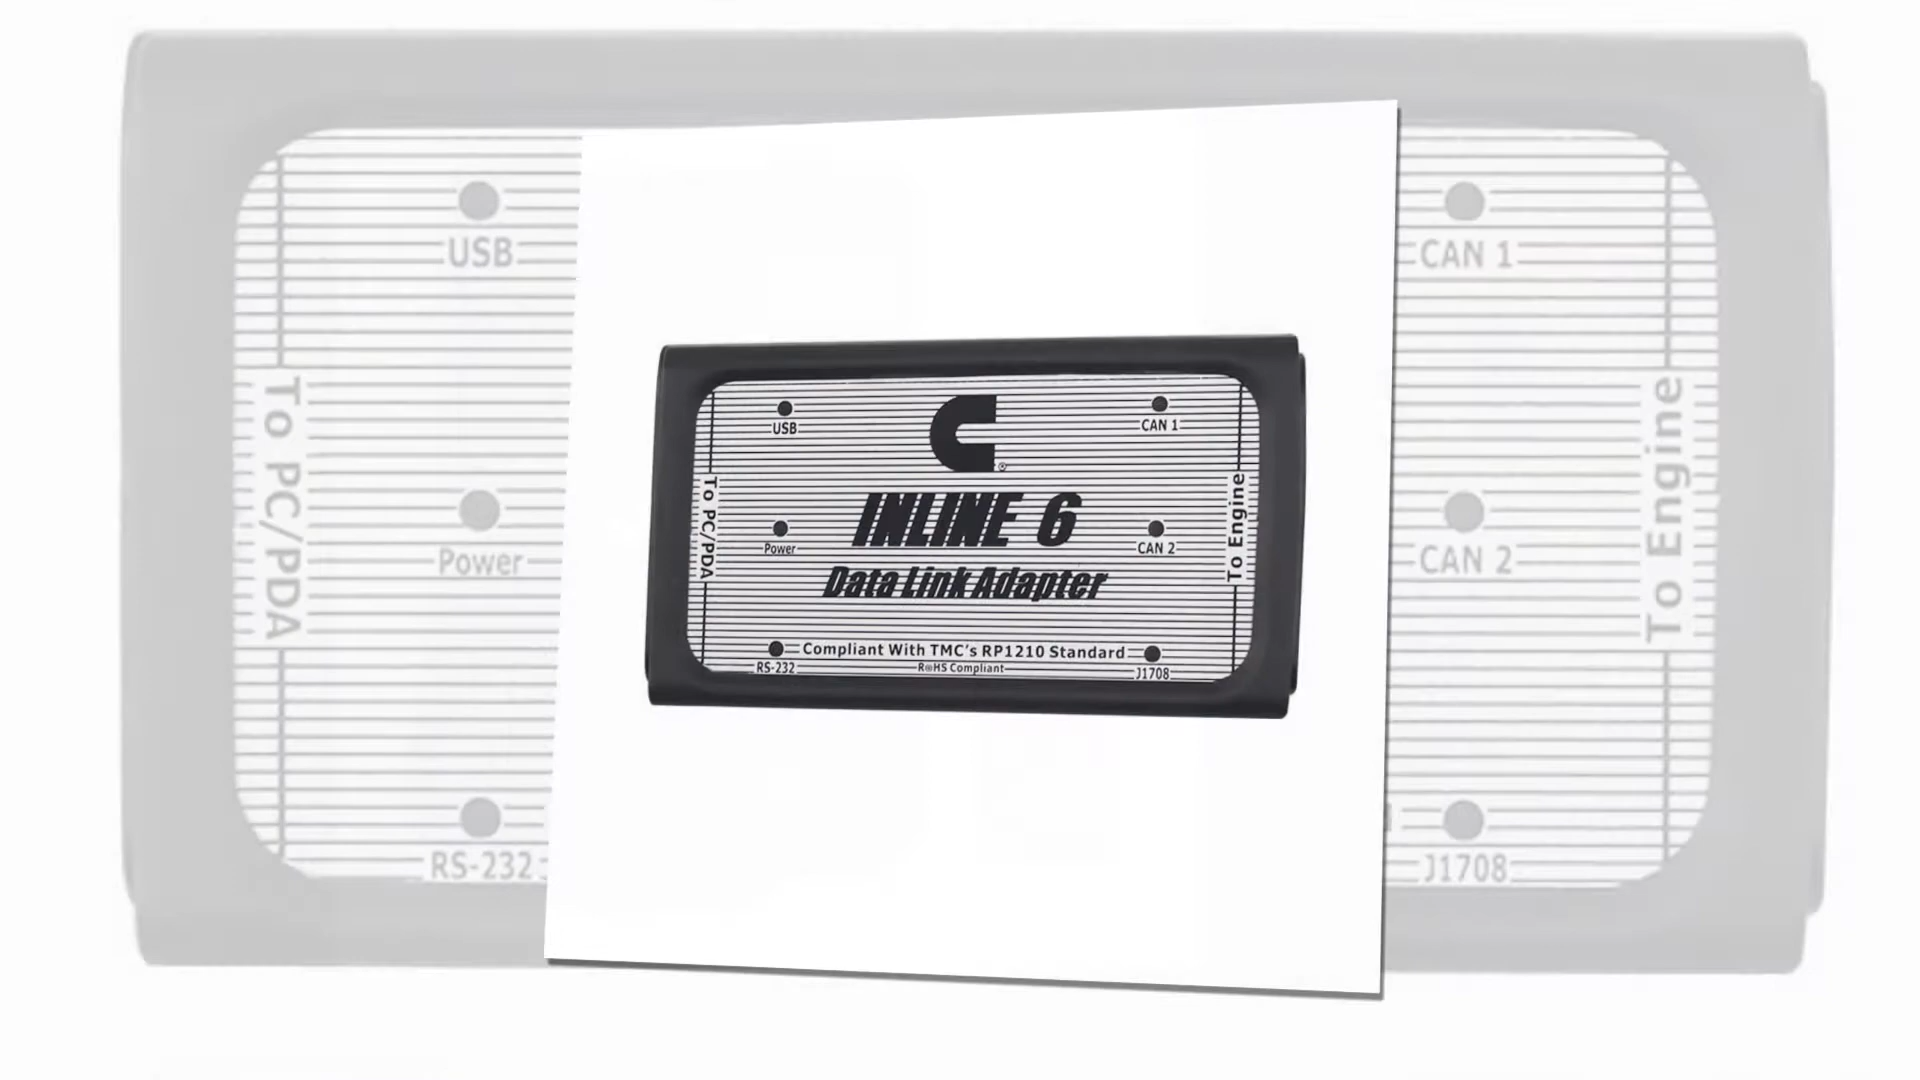 USB
CAN 1
To PC/PDA
Power
CAN 2
To Engine
RS-232
J1708
C
®
USB
CAN 1
INLINE 6
To PC/PDA
To Engine
Power
CAN 2
Data Link Adapter
Compliant With TMC's RP1210 Standard
RS-232
RoHS Compliant
J1708